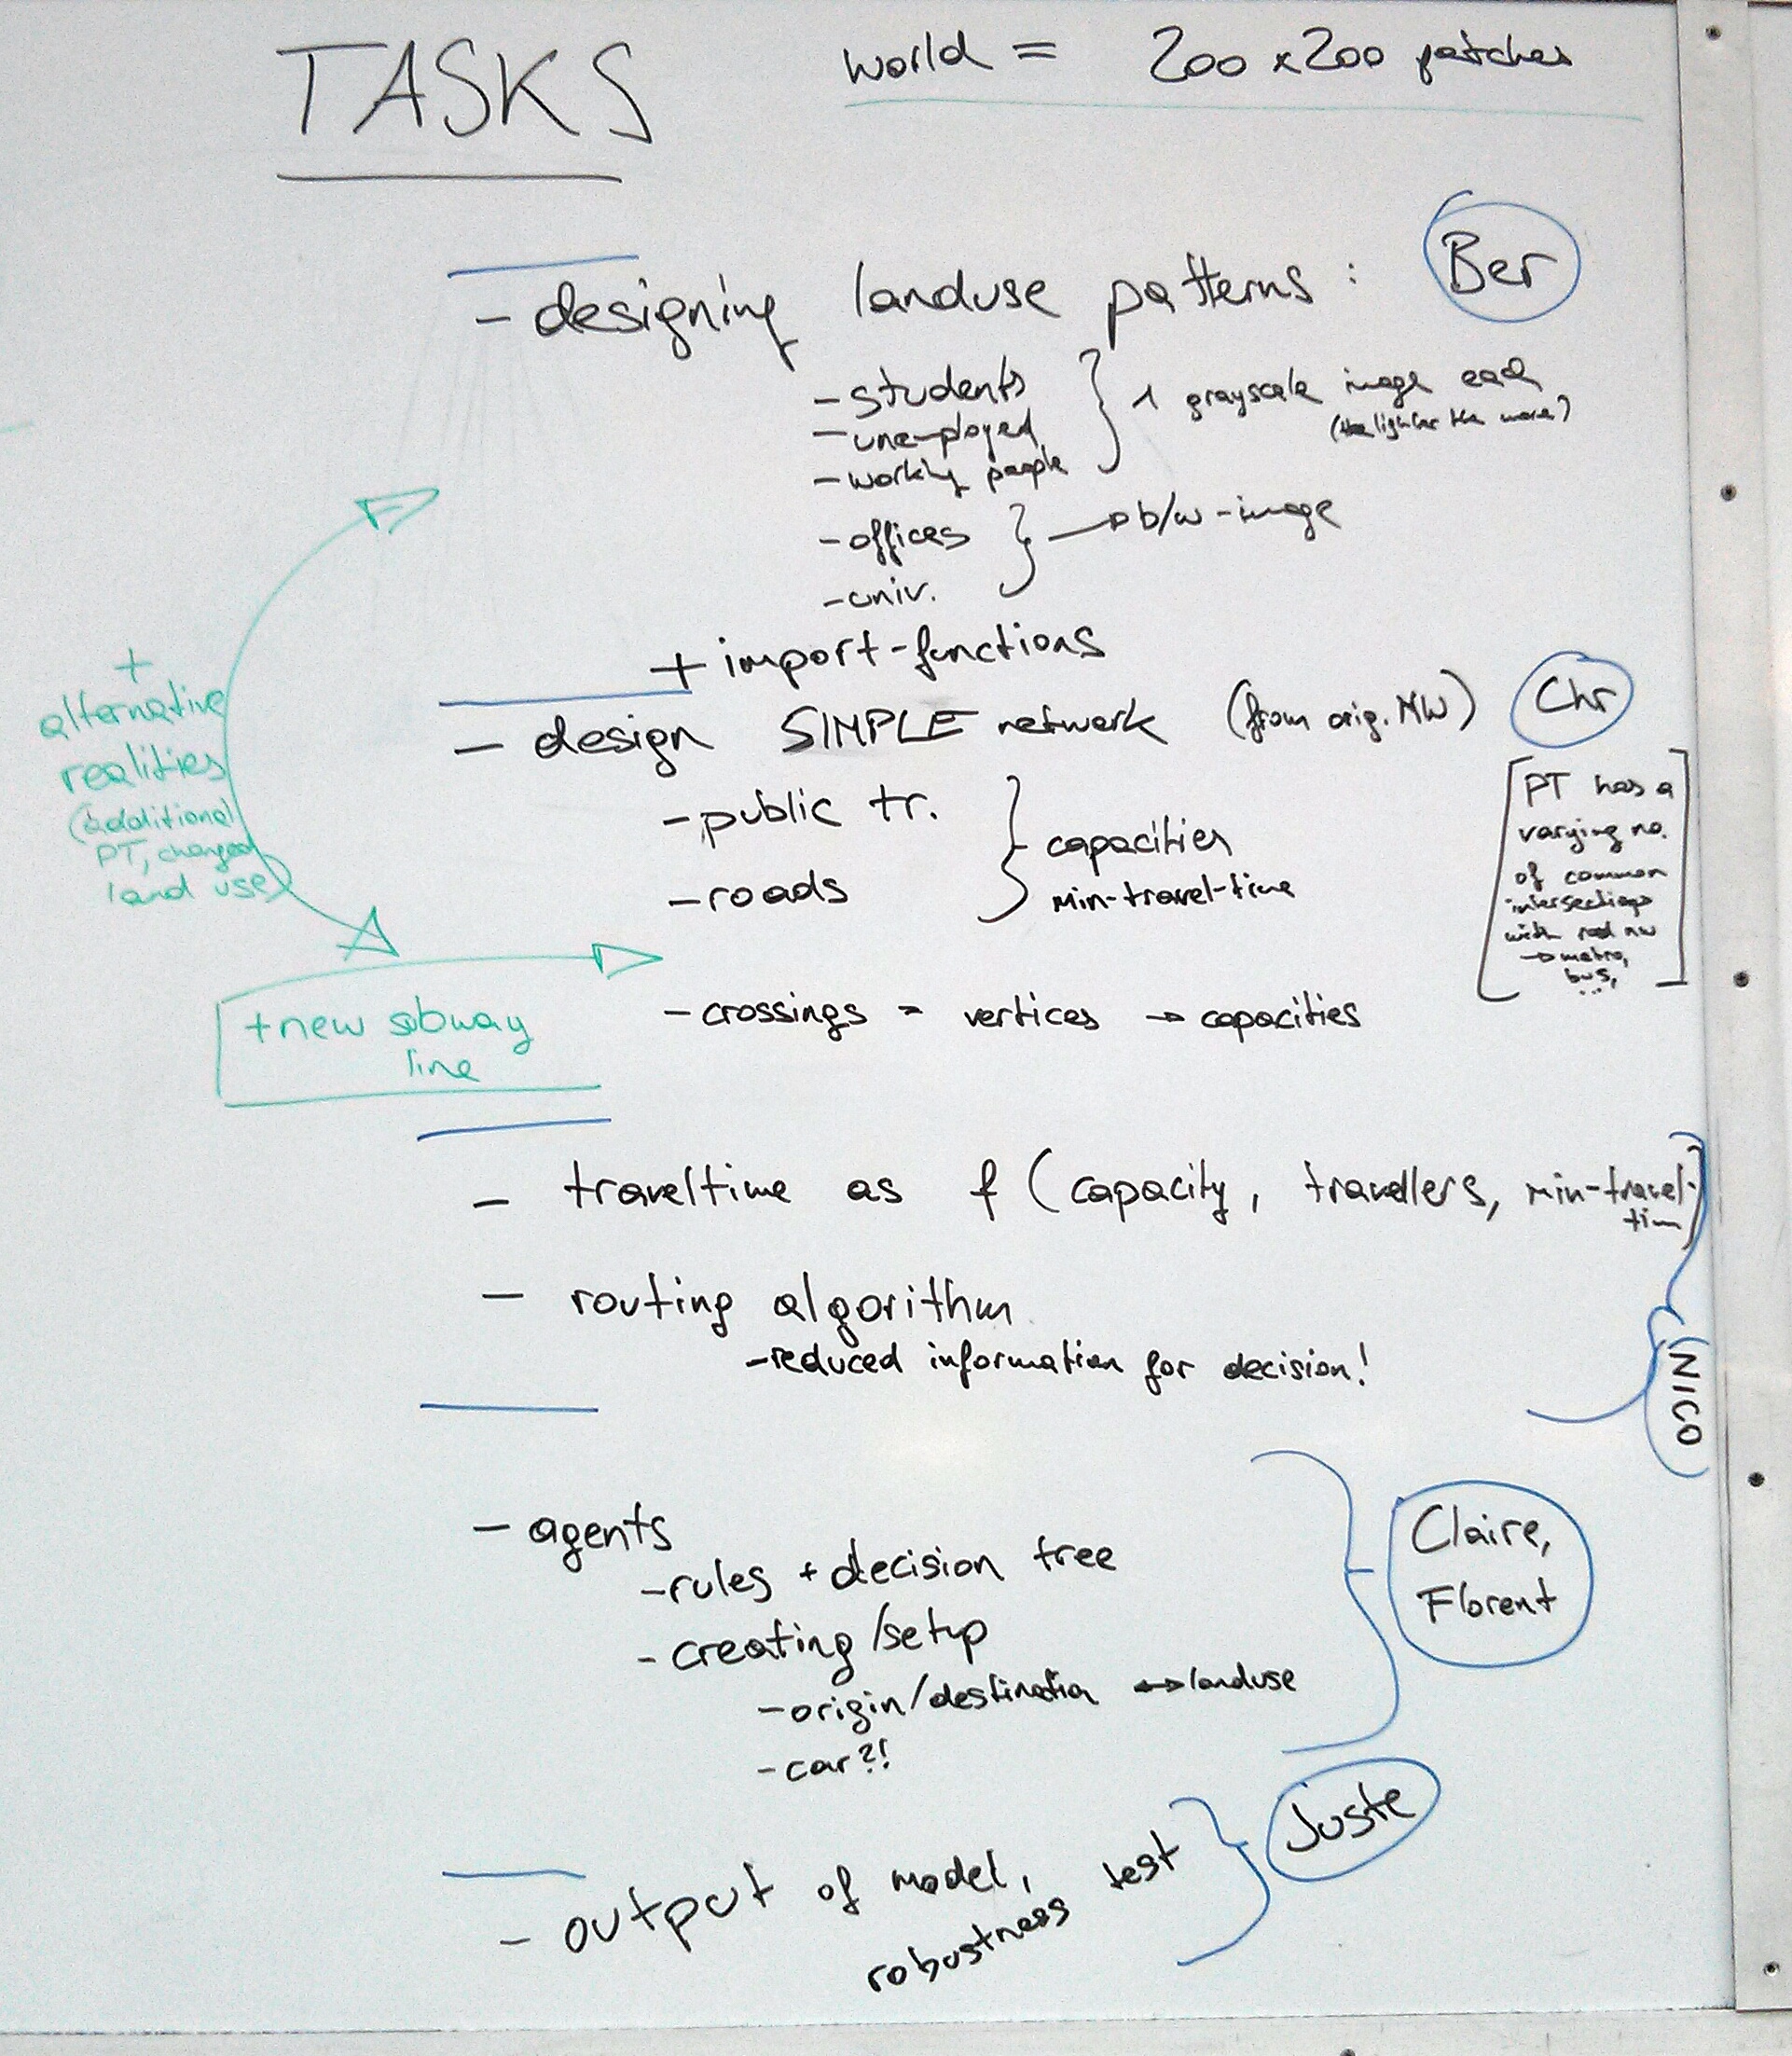 TASKS
world = 200 x 200 patches
- designing landuse patterns : Ber
- students
- unemployed
- working people
} 1 grayscale image each
(the lighter the more)
- offices
- univ.
} → b/w-image
+ import-functions
- design SIMPLE network (from orig. NW) Chr
- public tr.
- roads
} capacities
min-travel-time
[PT has a
varying no.
of common
intersections
with road nw
→ metro,
bus,
...]
- crossings = vertices → capacities
+
alternative
realities
(additional
PT, changed
land use)
+ new subway
line
- traveltime as f (capacity, travellers, min-travel-
tim)
- routing algorithm
- reduced information for decision!
NICO
- agents
- rules + decision tree
- creating/setup
- origin/destination ↔ landuse
- car?!
Claire,
Florent
- output of model,
robustness test
Juste